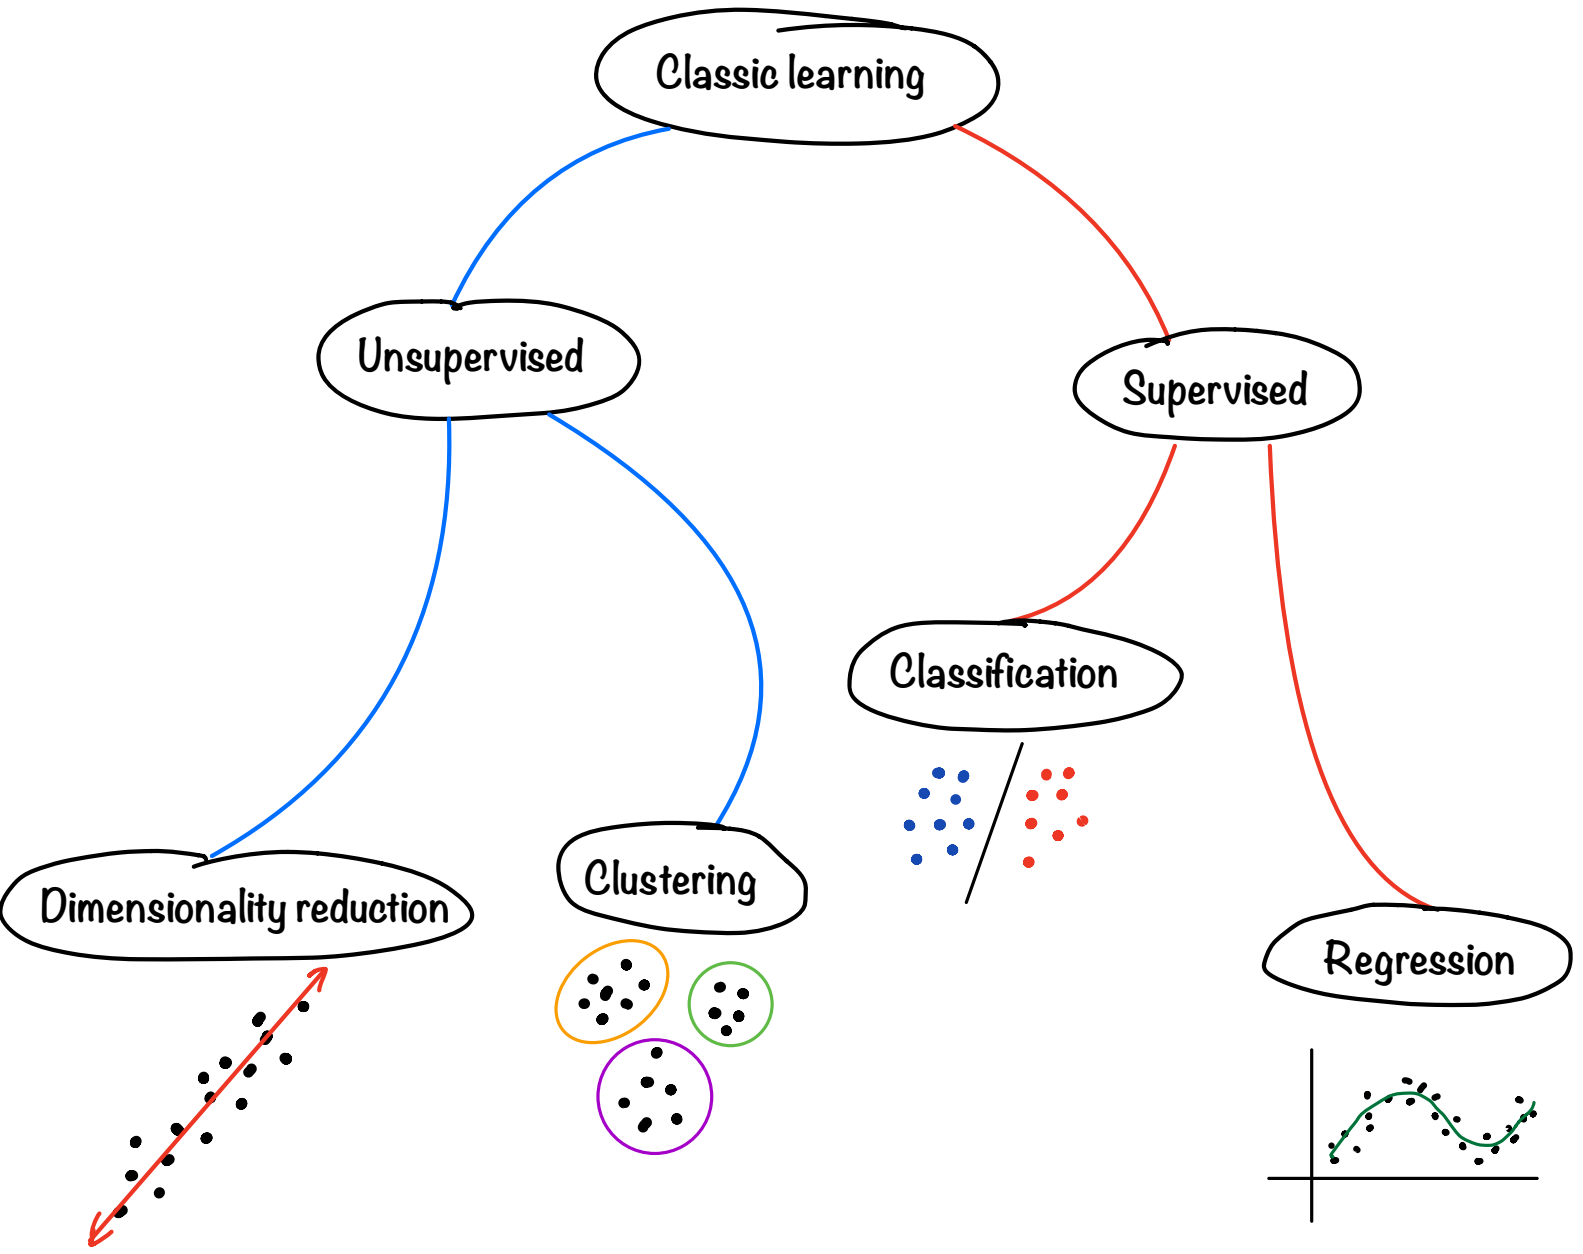 Classic learning
Unsupervised
Supervised
Classification
Clustering
Dimensionality reduction
Regression